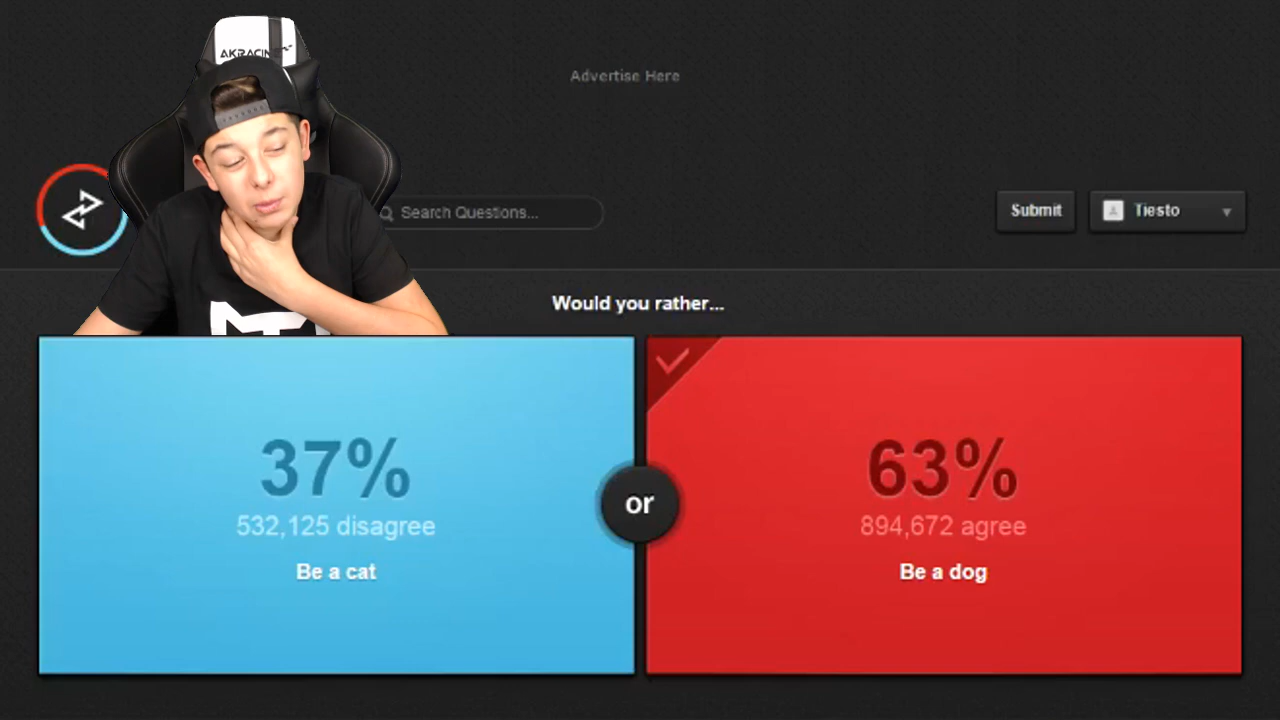 AKRACING
Advertise Here
Search Questions...
Submit
Tiesto
Would you rather...
37%
532,125 disagree
Be a cat
or
63%
894,672 agree
Be a dog